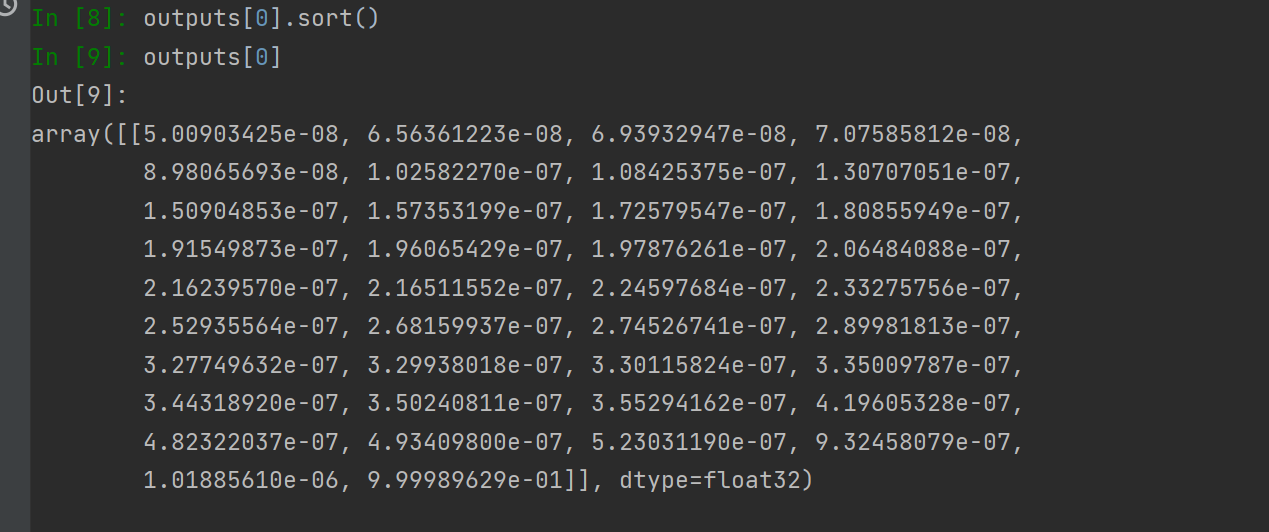 In [8]: outputs[0].sort()
In [9]: outputs[0]
Out[9]:
array([[5.00903425e-08, 6.56361223e-08, 6.93932947e-08, 7.07585812e-08,
8.98065693e-08, 1.02582270e-07, 1.08425375e-07, 1.30707051e-07,
1.50904853e-07, 1.57353199e-07, 1.72579547e-07, 1.80855949e-07,
1.91549873e-07, 1.96065429e-07, 1.97876261e-07, 2.06484088e-07,
2.16239570e-07, 2.16511552e-07, 2.24597684e-07, 2.33275756e-07,
2.52935564e-07, 2.68159937e-07, 2.74526741e-07, 2.89981813e-07,
3.27749632e-07, 3.29938018e-07, 3.30115824e-07, 3.35009787e-07,
3.44318920e-07, 3.50240811e-07, 3.55294162e-07, 4.19605328e-07,
4.82322037e-07, 4.93409800e-07, 5.23031190e-07, 9.32458079e-07,
1.01885610e-06, 9.99989629e-01]], dtype=float32)